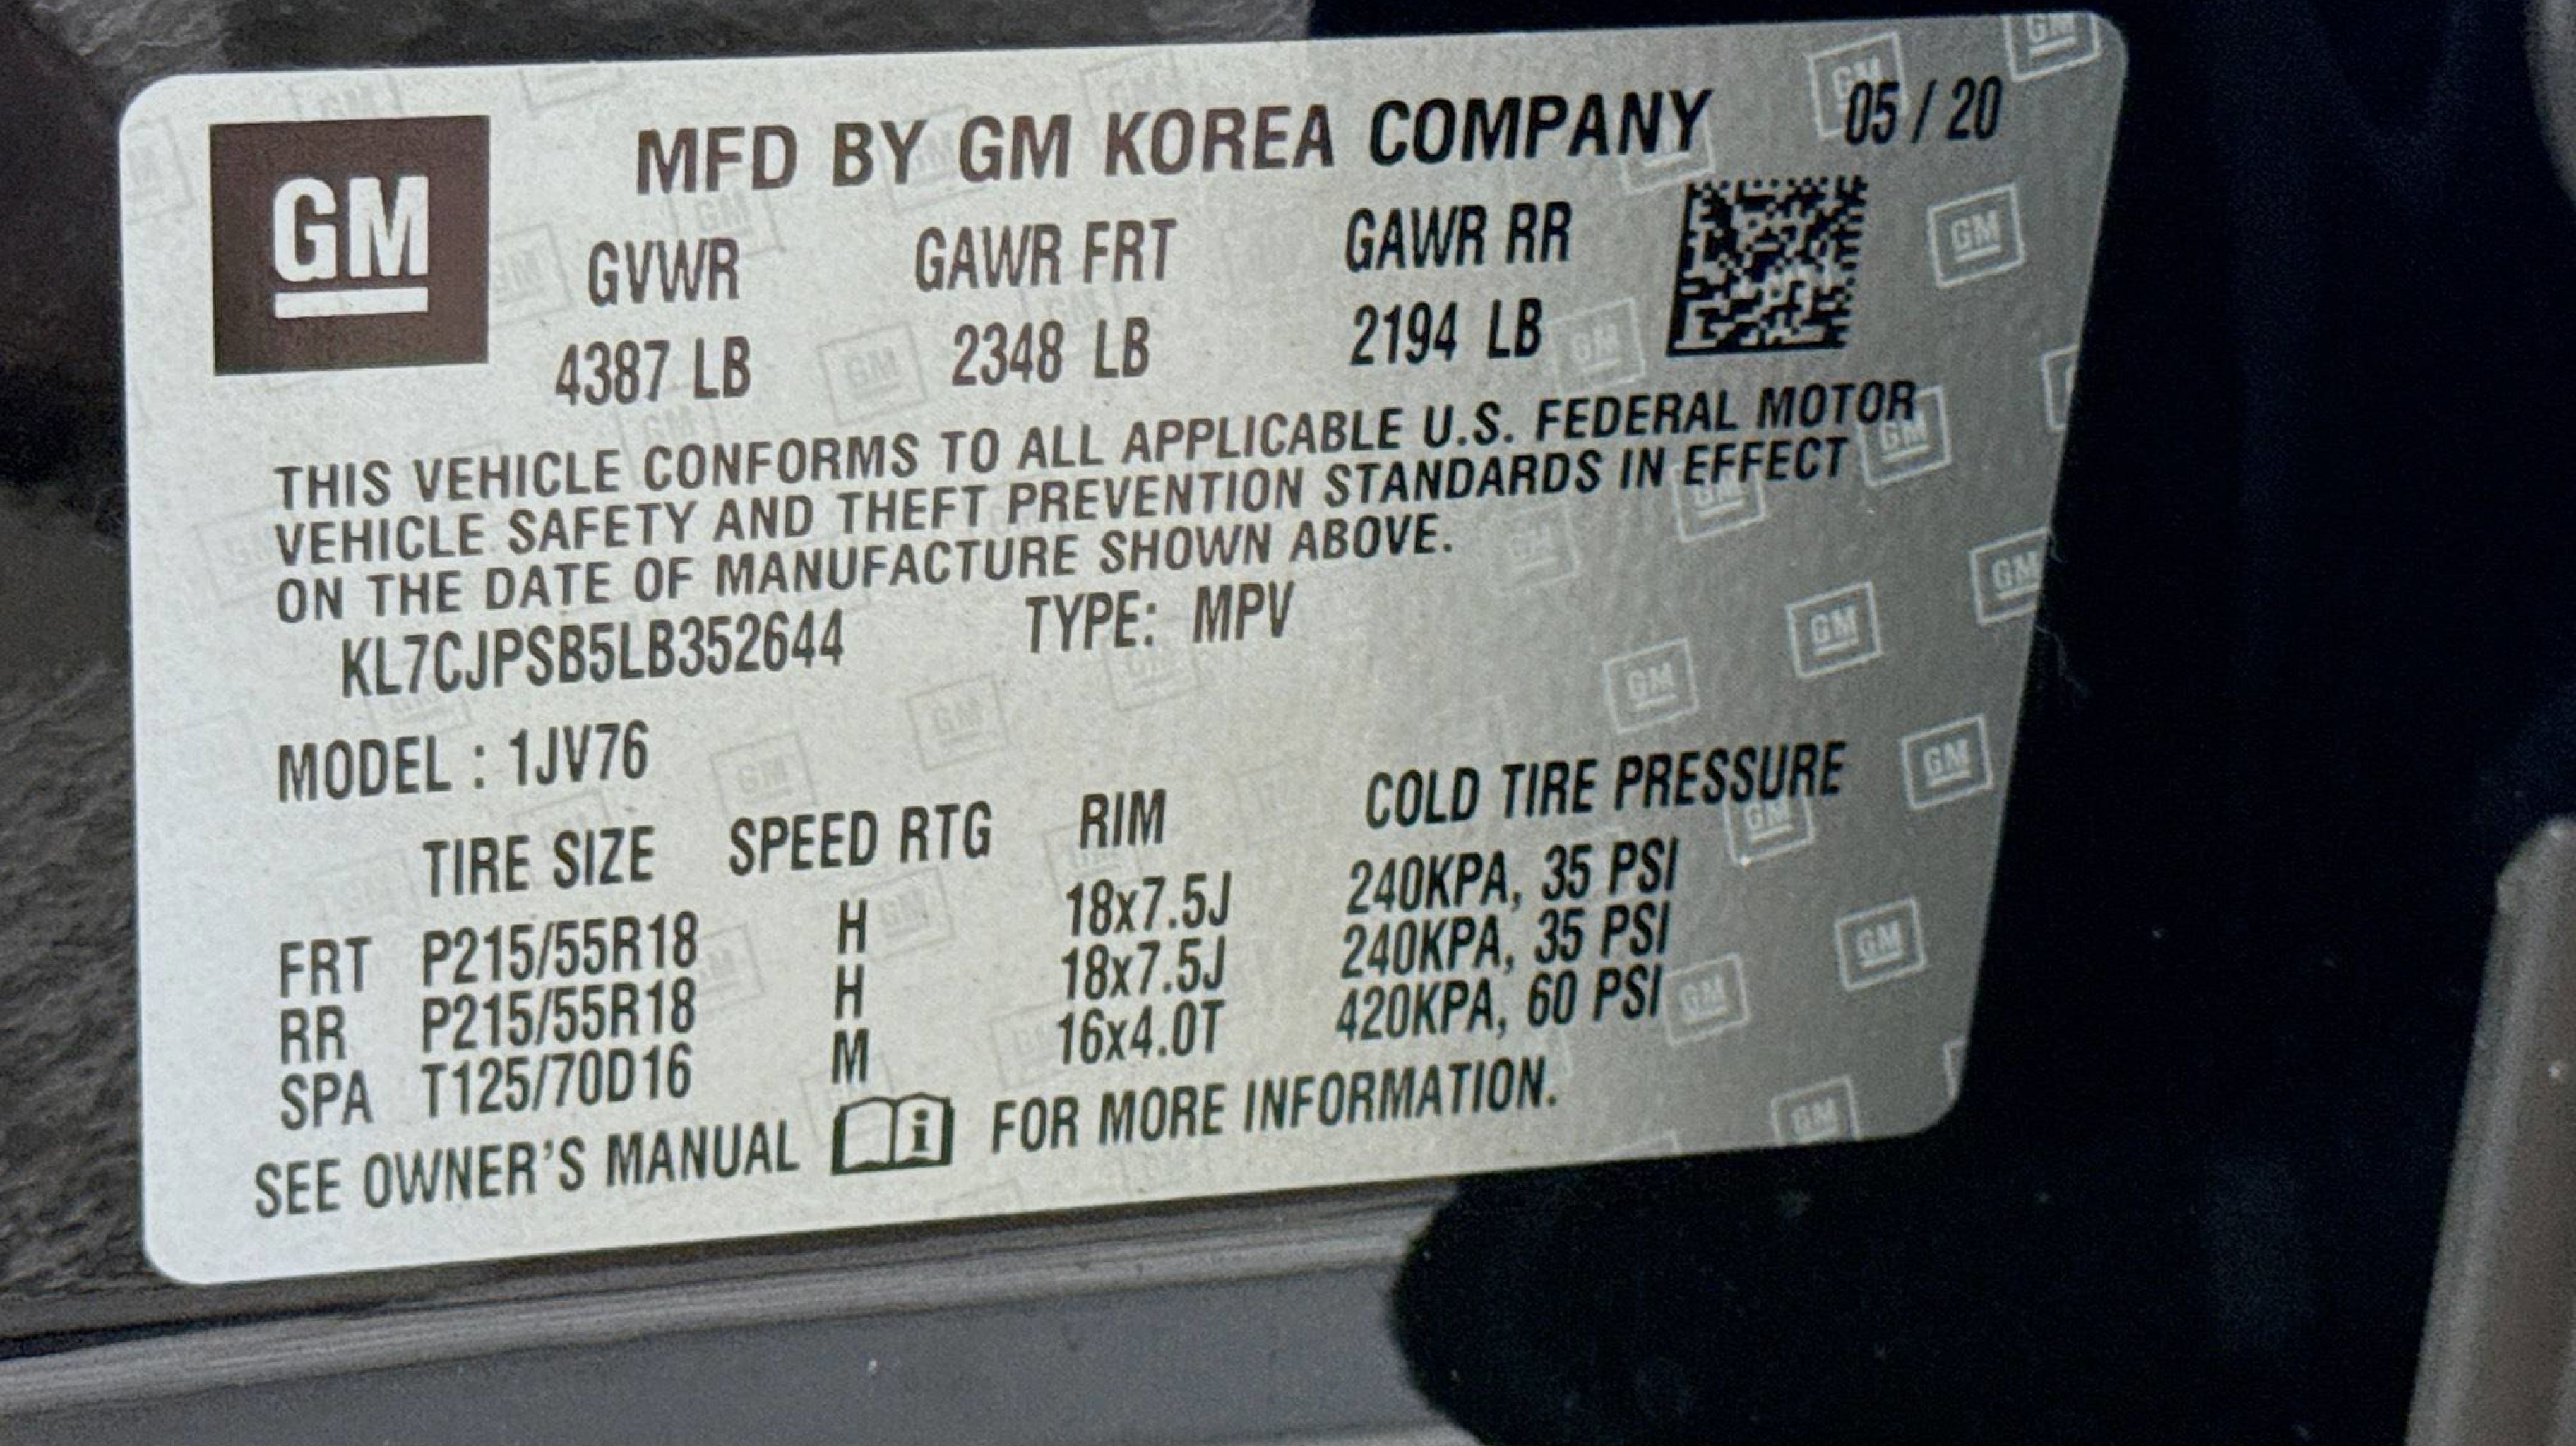 GM
MFD BY GM KOREA COMPANY 05 / 20
GVWR GAWR FRT GAWR RR
4387 LB 2348 LB 2194 LB
THIS VEHICLE CONFORMS TO ALL APPLICABLE U.S. FEDERAL MOTOR
VEHICLE SAFETY AND THEFT PREVENTION STANDARDS IN EFFECT
ON THE DATE OF MANUFACTURE SHOWN ABOVE.
KL7CJPSB5LB352644 TYPE: MPV
MODEL : 1JV76
TIRE SIZE SPEED RTG RIM COLD TIRE PRESSURE
FRT P215/55R18 H 18x7.5J 240KPA, 35 PSI
RR P215/55R18 H 18x7.5J 240KPA, 35 PSI
SPA T125/70D16 M 16x4.0T 420KPA, 60 PSI
SEE OWNER'S MANUAL i FOR MORE INFORMATION.